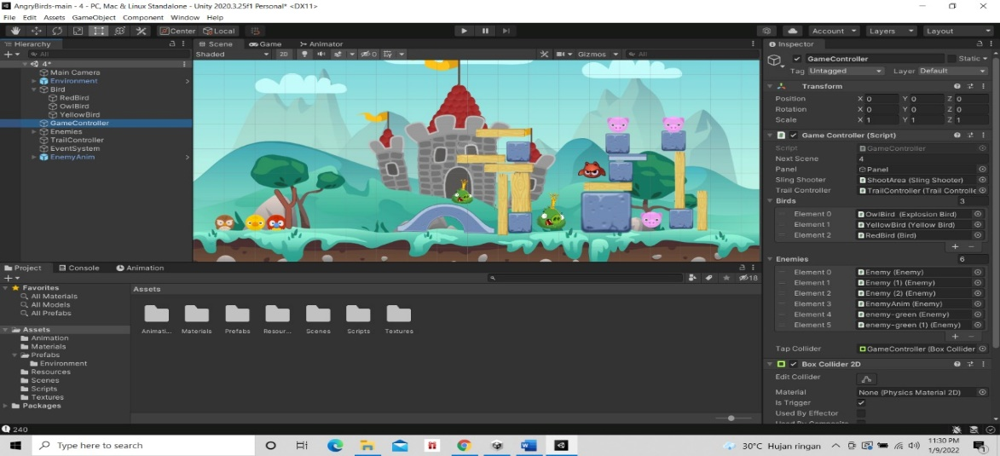 AngryBirds-main - 4 - PC, Mac & Linux Standalone - Unity 2020.3.25f1 Personal* <DX11>
File Edit Assets GameObject Component Window Help
Center Local Account Layers Layout
Hierarchy
All
4*
Main Camera
Environment
Bird
RedBird
OwlBird
YellowBird
GameController
Enemies
TrailController
EventSystem
EnemyAnim
Scene Game Animator
Shaded 2D 0 Gizmos All
Inspector
GameController Static
Tag Untagged Layer Default
Transform
Position X 0 Y 0 Z 0
Rotation X 0 Y 0 Z 0
Scale X 1 Y 1 Z 1
Game Controller (Script)
Script GameController
Next Scene 4
Panel Panel
Sling Shooter ShootArea (Sling Shooter)
Trail Controller TrailController (Trail Controlle
Birds 3
Element 0 OwlBird (Explosion Bird)
Element 1 YellowBird (Yellow Bird)
Element 2 RedBird (Bird)
+ −
Enemies 6
Element 0 Enemy (Enemy)
Element 1 Enemy (1) (Enemy)
Element 2 Enemy (2) (Enemy)
Element 3 EnemyAnim (Enemy)
Element 4 enemy-green (Enemy)
Element 5 enemy-green (1) (Enemy)
+ −
Tap Collider GameController (Box Collider
Box Collider 2D
Edit Collider
Material None (Physics Material 2D)
Is Trigger
Used By Effector
Project Console Animation
18
Favorites
All Materials
All Models
All Prefabs
Assets
Animation
Materials
Prefabs
Environment
Resources
Scenes
Scripts
Textures
Packages
Assets
Animati... Materials Prefabs Resour... Scenes Scripts Textures
240
Type here to search
30°C Hujan ringan
11:30 PM
1/9/2022